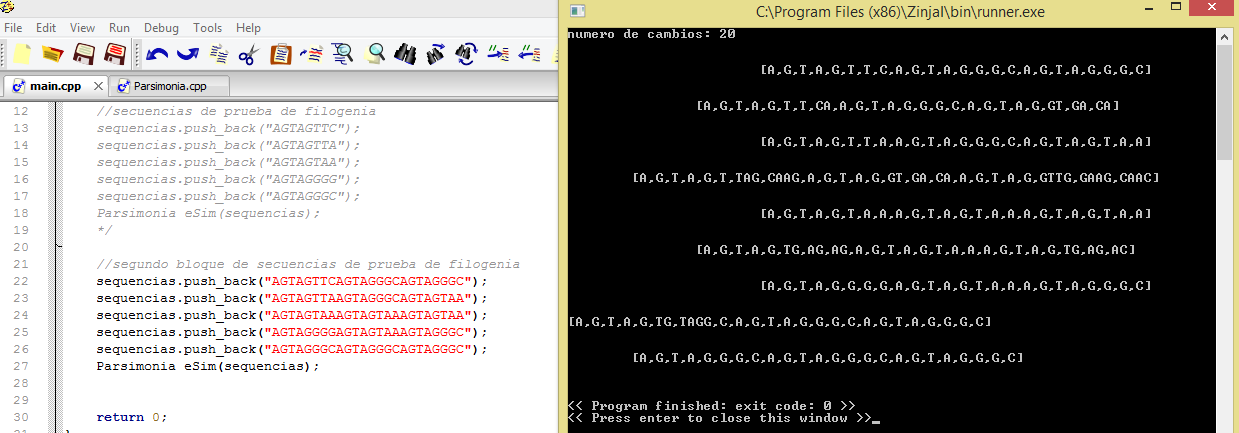 File Edit View Run Debug Tools Help
main.cpp Parsimonia.cpp
12 //secuencias de prueba de filogenia
13 sequencias.push_back("AGTAGTTC");
14 sequencias.push_back("AGTAGTTA");
15 sequencias.push_back("AGTAGTAA");
16 sequencias.push_back("AGTAGGGG");
17 sequencias.push_back("AGTAGGGC");
18 Parsimonia eSim(sequencias);
19 */
20
21 //segundo bloque de secuencias de prueba de filogenia
22 sequencias.push_back("AGTAGTTCAGTAGGGCAGTAGGGC");
23 sequencias.push_back("AGTAGTTAAGTAGGGCAGTAGTAA");
24 sequencias.push_back("AGTAGTAAAGTAGTAAAGTAGTAA");
25 sequencias.push_back("AGTAGGGGAGTAGTAAAGTAGGGC");
26 sequencias.push_back("AGTAGGGCAGTAGGGCAGTAGGGC");
27 Parsimonia eSim(sequencias);
28
29
30 return 0;
C:\Program Files (x86)\Zinjal\bin\runner.exe
numero de cambios: 20
[A,G,T,A,G,T,T,C,A,G,T,A,G,G,G,C,A,G,T,A,G,G,G,C]
[A,G,T,A,G,T,T,CA,A,G,T,A,G,G,G,C,A,G,T,A,G,GT,GA,CA]
[A,G,T,A,G,T,T,A,A,G,T,A,G,G,G,C,A,G,T,A,G,T,A,A]
[A,G,T,A,G,T,TAG,CAAG,A,G,T,A,G,GT,GA,CA,A,G,T,A,G,GTTG,GAAG,CAAC]
[A,G,T,A,G,T,A,A,A,G,T,A,G,T,A,A,A,G,T,A,G,T,A,A]
[A,G,T,A,G,TG,AG,AG,A,G,T,A,G,T,A,A,A,G,T,A,G,TG,AG,AC]
[A,G,T,A,G,G,G,G,A,G,T,A,G,T,A,A,A,G,T,A,G,G,G,C]
[A,G,T,A,G,TG,TAGG,C,A,G,T,A,G,G,G,C,A,G,T,A,G,G,G,C]
[A,G,T,A,G,G,G,C,A,G,T,A,G,G,G,C,A,G,T,A,G,G,G,C]
<< Program finished: exit code: 0 >>
<< Press enter to close this window >>_